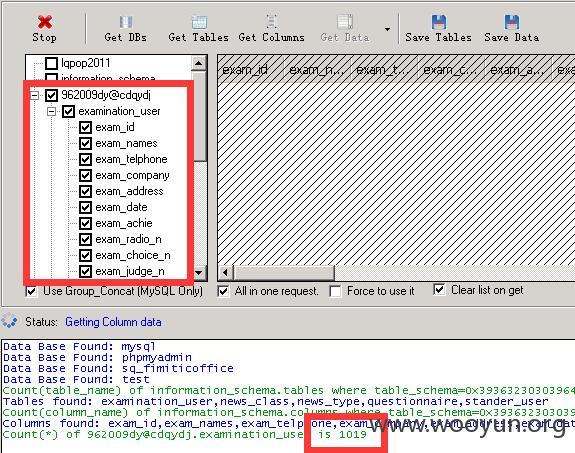 Stop
Get DBs
Get Tables
Get Columns
Get Data
Save Tables
Save Data
lqpop2011
information_schema
962009dy@cdqydj
examination_user
exam_id
exam_names
exam_telphone
exam_company
exam_address
exam_date
exam_achie
exam_radio_n
exam_choice_n
exam_judge_n
exam_id
exam_n...
exam_t...
exam_c...
exam_a...
exam_
Use Group_Concat (MySQL Only)
All in one request.
Force to use it
Clear list on get
Status: Getting Column data
Data Base Found: mysql
Data Base Found: phpmyadmin
Data Base Found: sq_fimiticoffice
Data Base Found: test
Count(table_name) of information_schema.tables where table_schema=0x39363230303964
Tables found: examination_user,news_class,news_type,questionnaire,stander_user
Count(column_name) of information_schema.columns where table_schema=0x3936323030
Columns found: exam_id,exam_names,exam_telphone,exam_company,exam_address,exam_dat
Count(*) of 962009dy@cdqydj.examination_user is 1019
www.wooyun.org